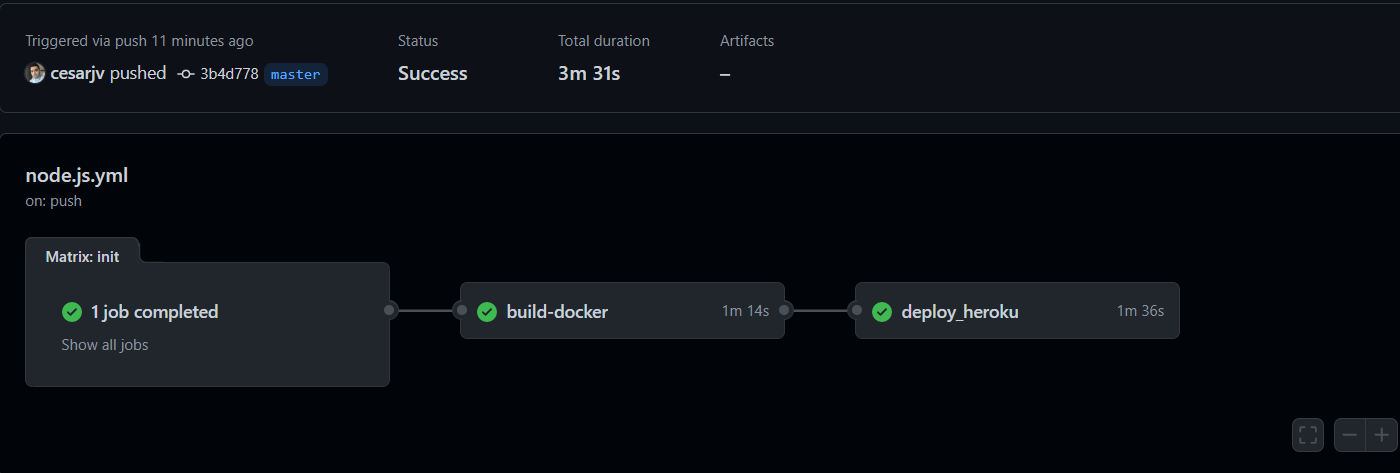 Triggered via push 11 minutes ago
cesarjv pushed 3b4d778 master
Status
Success
Total duration
3m 31s
Artifacts
–
node.js.yml
on: push
Matrix: init
1 job completed
Show all jobs
build-docker 1m 14s
deploy_heroku 1m 36s